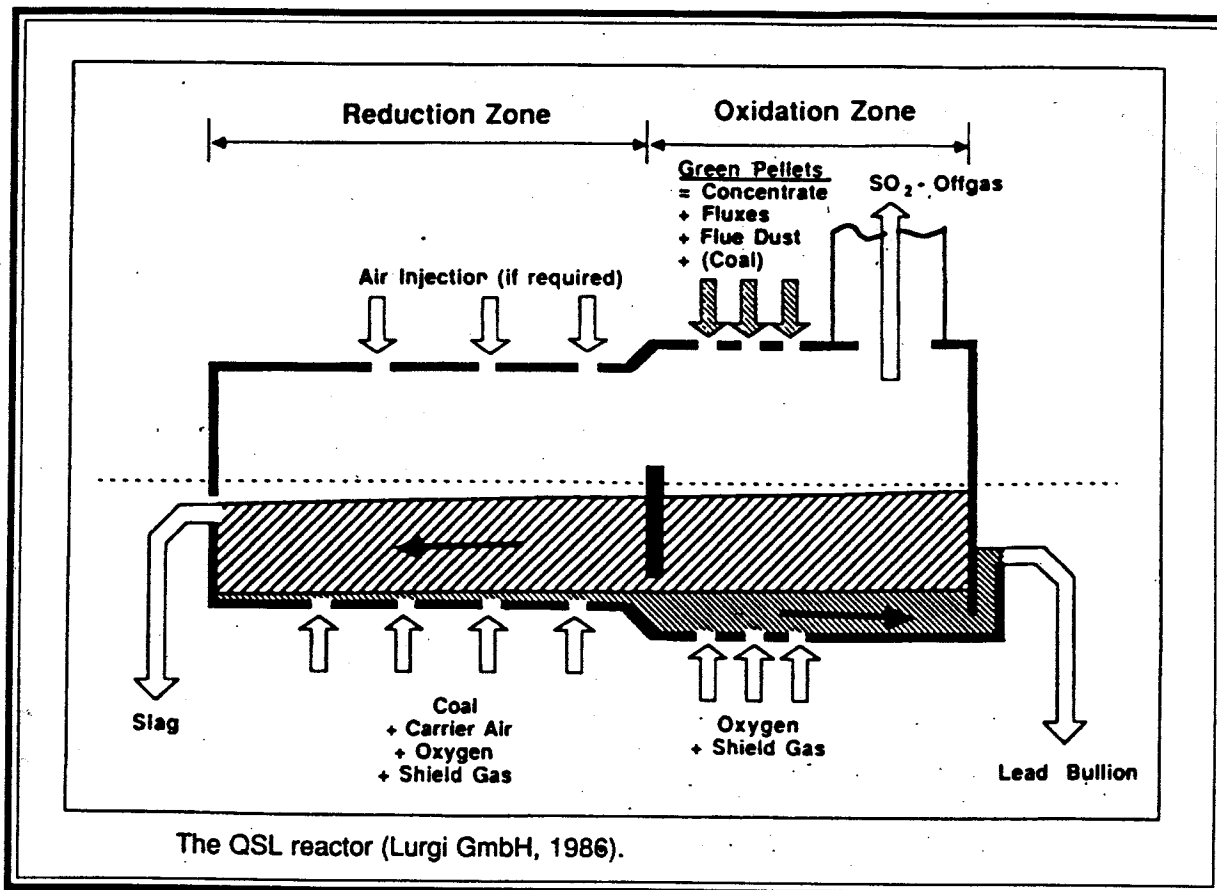 Reduction Zone
Oxidation Zone
Green Pellets
= Concentrate
+ Fluxes
+ Flue Dust
+ (Coal)
SO₂ - Offgas
Air Injection (if required)
Slag
Coal
+ Carrier Air
+ Oxygen
+ Shield Gas
Oxygen
+ Shield Gas
Lead Bullion
The QSL reactor (Lurgi GmbH, 1986).